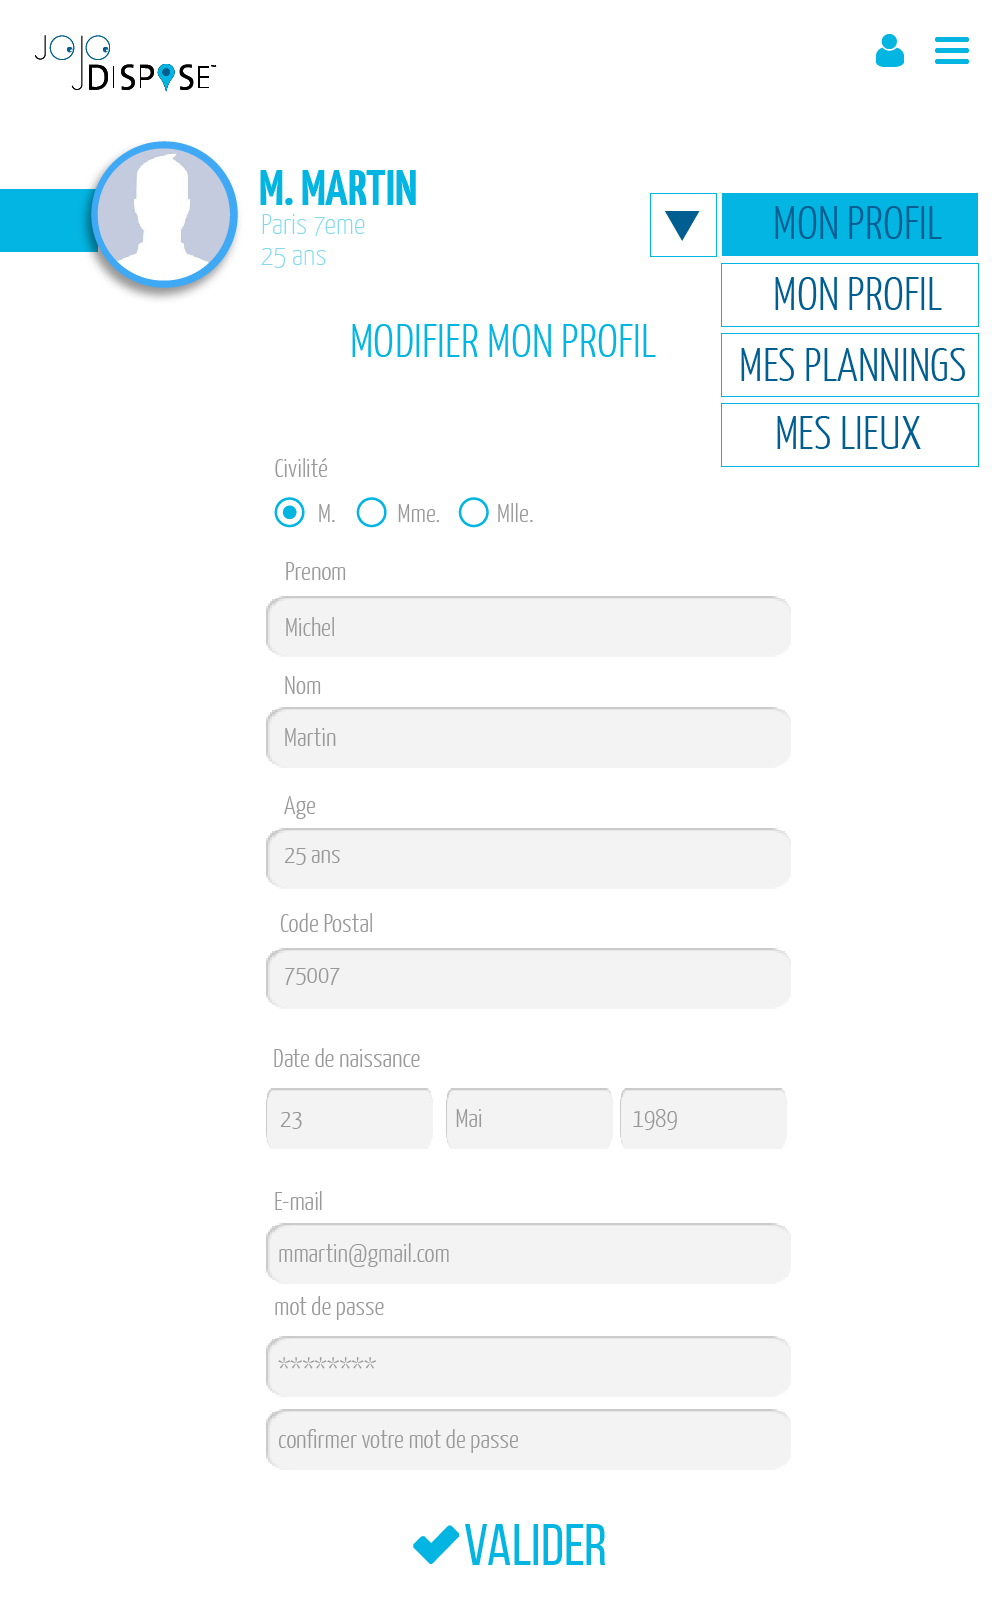 JOJO
DISPOSE™
M. MARTIN
Paris 7eme
25 ans
MON PROFIL
MON PROFIL
MES PLANNINGS
MES LIEUX
MODIFIER MON PROFIL
Civilité
M. Mme. Mlle.
Prenom
Michel
Nom
Martin
Age
25 ans
Code Postal
75007
Date de naissance
23 Mai 1989
E-mail
mmartin@gmail.com
mot de passe
********
confirmer votre mot de passe
VALIDER